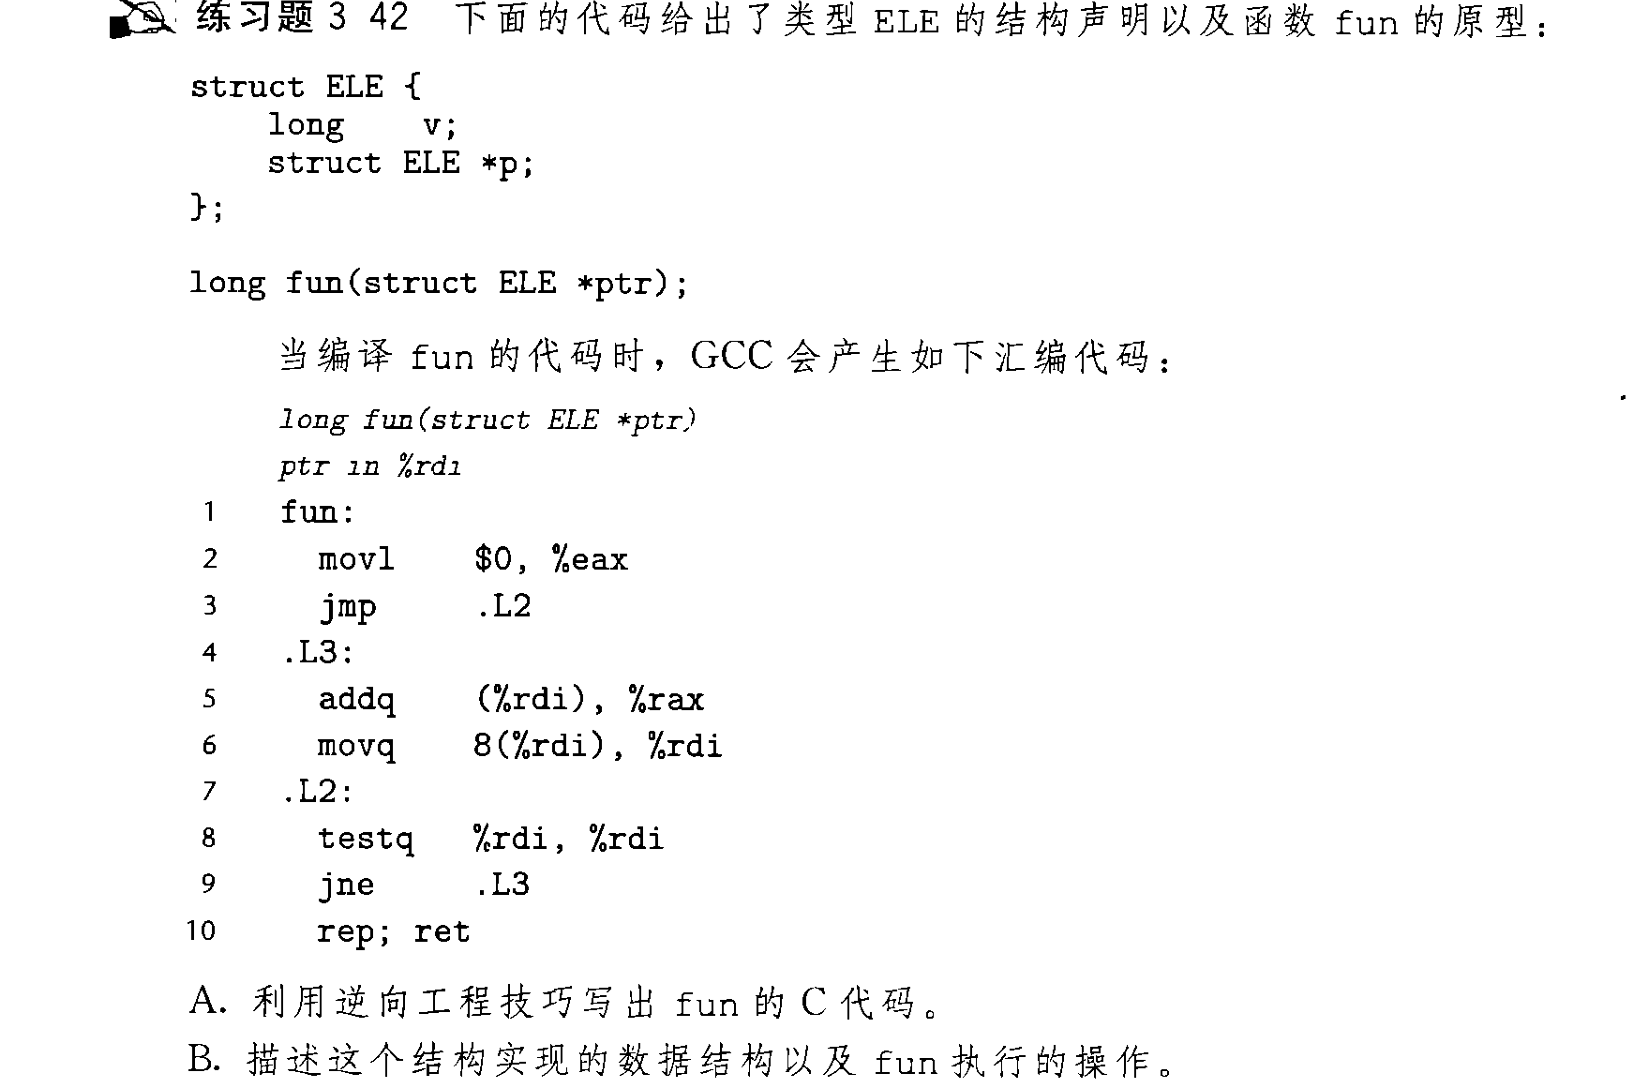 练习题 3 42 下面的代码给出了类型 ELE 的结构声明以及函数 fun 的原型：
struct ELE {
long v;
struct ELE *p;
};
long fun(struct ELE *ptr);
当编译 fun 的代码时，GCC 会产生如下汇编代码：
long fun(struct ELE *ptr)
ptr in %rdi
1 fun:
2 movl $0, %eax
3 jmp .L2
4 .L3:
5 addq (%rdi), %rax
6 movq 8(%rdi), %rdi
7 .L2:
8 testq %rdi, %rdi
9 jne .L3
10 rep; ret
A. 利用逆向工程技巧写出 fun 的 C 代码。
B. 描述这个结构实现的数据结构以及 fun 执行的操作。